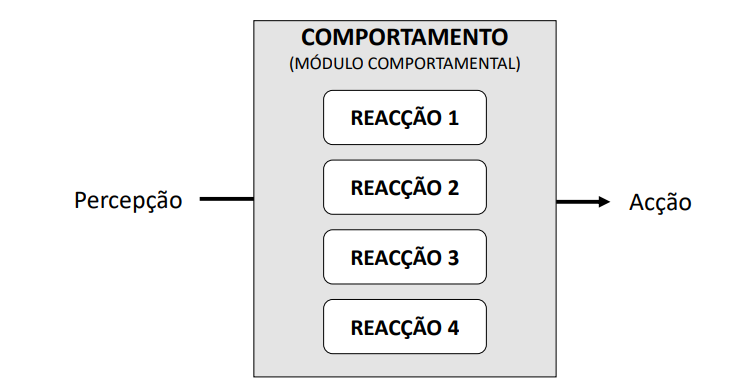 COMPORTAMENTO
(MÓDULO COMPORTAMENTAL)
REACÇÃO 1
REACÇÃO 2
Percepção
Acção
REACÇÃO 3
REACÇÃO 4